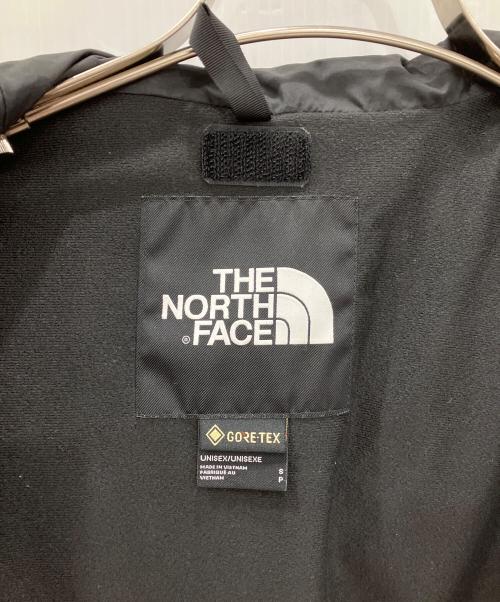 THE
NORTH
FACE
®
GORE-TEX
UNISEX/UNISEXE
MADE IN VIETNAM
FABRIQUÉ AU
VIETNAM
S
P